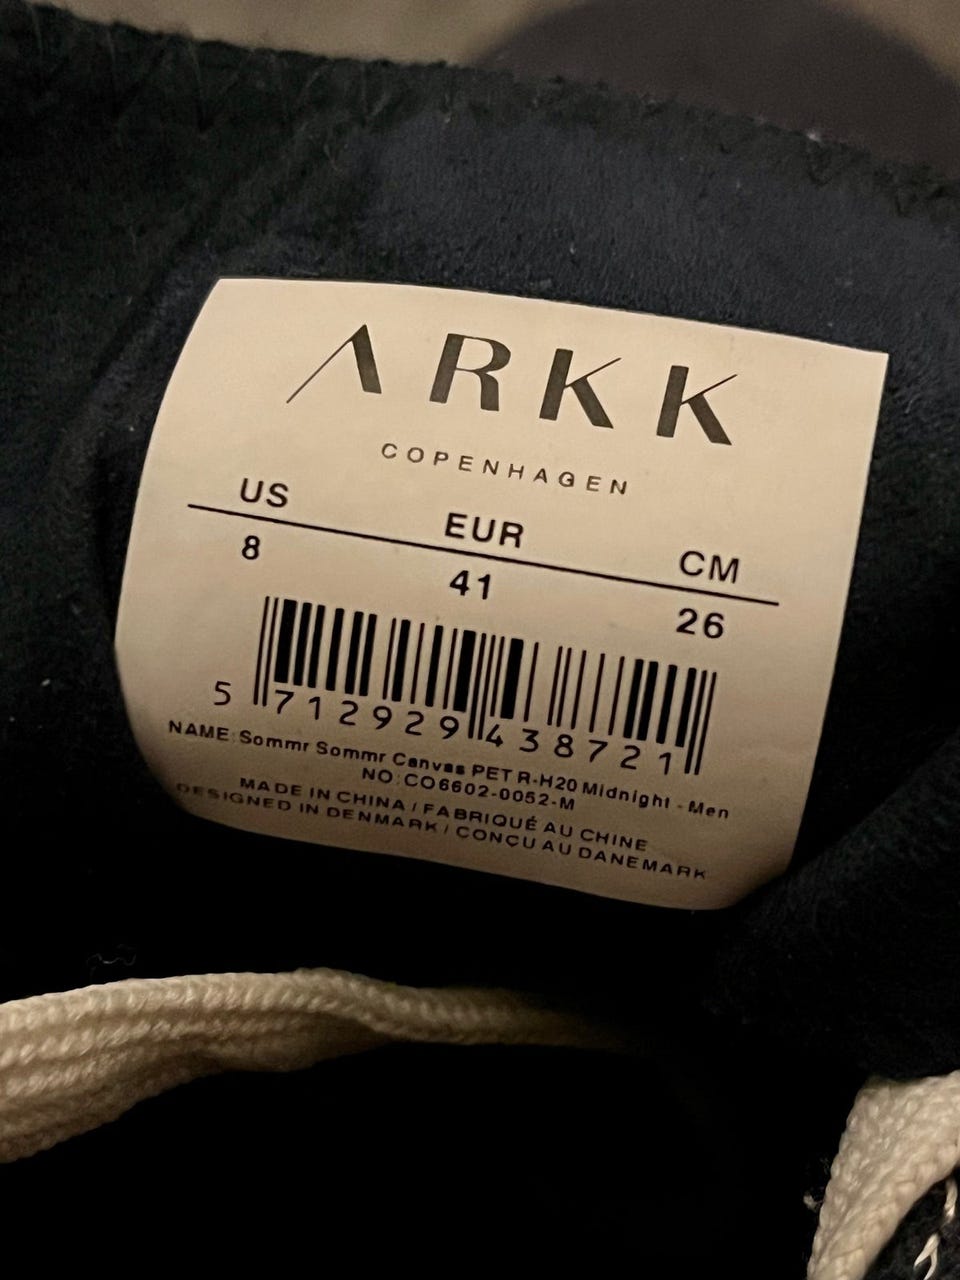 ARKK
COPENHAGEN
US EUR CM
8 41 26
5 712929 438721
NAME:Sommr Sommr Canvas PET R-H20 Midnight - Men
NO:CO6602-0052-M
MADE IN CHINA / FABRIQUÉ AU CHINE
DESIGNED IN DENMARK / CONÇU AU DANEMARK